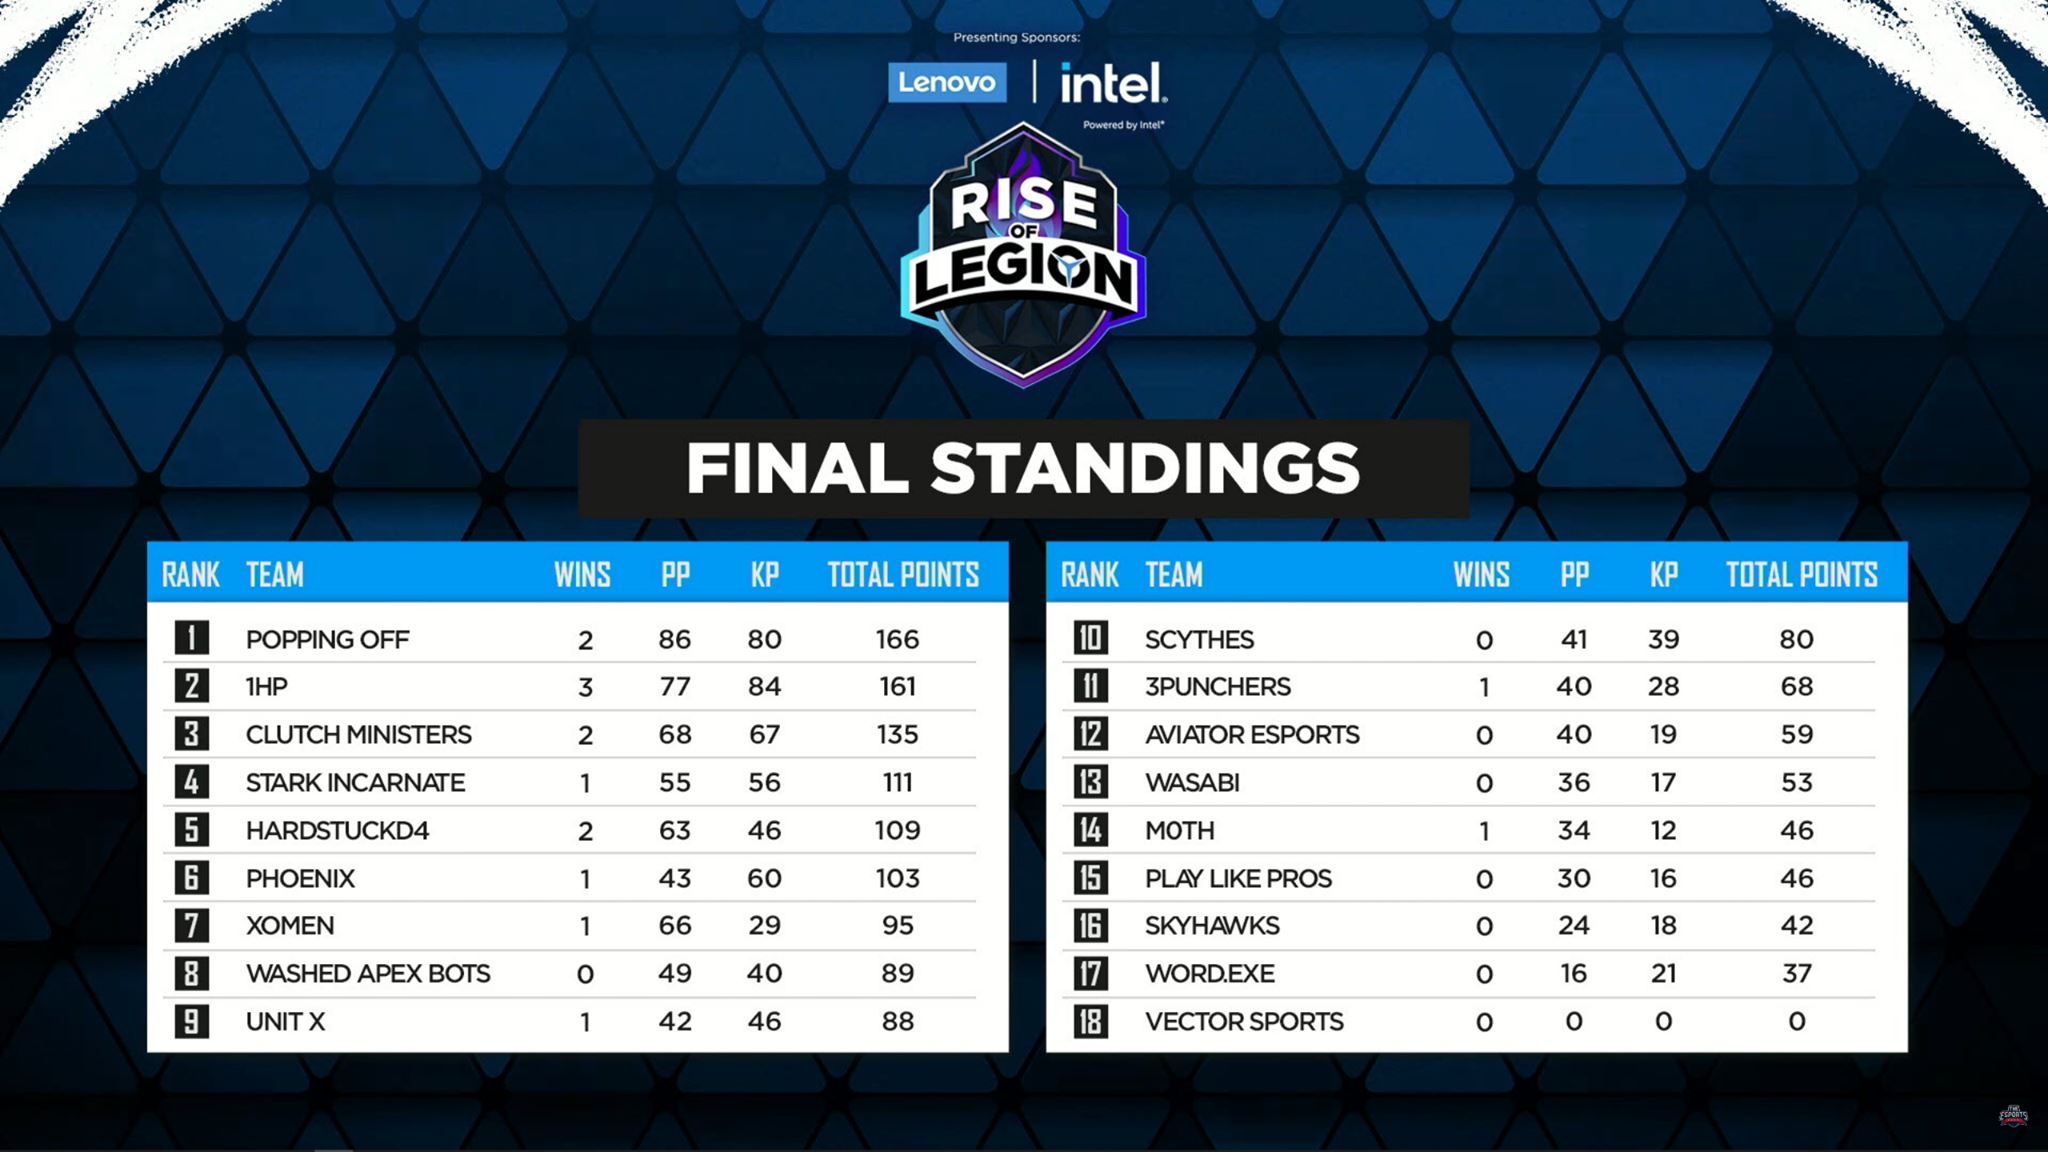 Presenting Sponsors:
Lenovo | intel.
Powered by Intel®
RISE
OF
LEGION
FINAL STANDINGS
RANK TEAM WINS PP KP TOTAL POINTS
1 POPPING OFF 2 86 80 166
2 1HP 3 77 84 161
3 CLUTCH MINISTERS 2 68 67 135
4 STARK INCARNATE 1 55 56 111
5 HARDSTUCKD4 2 63 46 109
6 PHOENIX 1 43 60 103
7 XOMEN 1 66 29 95
8 WASHED APEX BOTS 0 49 40 89
9 UNIT X 1 42 46 88
RANK TEAM WINS PP KP TOTAL POINTS
10 SCYTHES 0 41 39 80
11 3PUNCHERS 1 40 28 68
12 AVIATOR ESPORTS 0 40 19 59
13 WASABI 0 36 17 53
14 M0TH 1 34 12 46
15 PLAY LIKE PROS 0 30 16 46
16 SKYHAWKS 0 24 18 42
17 WORD.EXE 0 16 21 37
18 VECTOR SPORTS 0 0 0 0
THE
ESPORTS